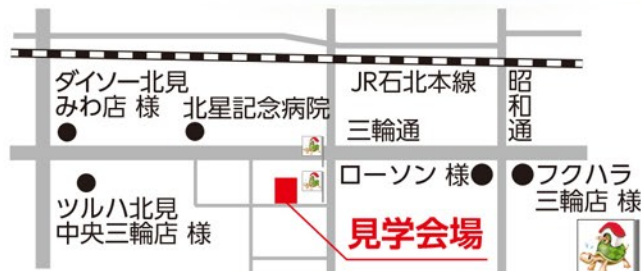 ダイソー北見
みわ店 様
北星記念病院
JR石北本線
昭和通
三輪通
ツルハ北見
中央三輪店 様
ローソン 様
フクハラ
三輪店 様
見学会場